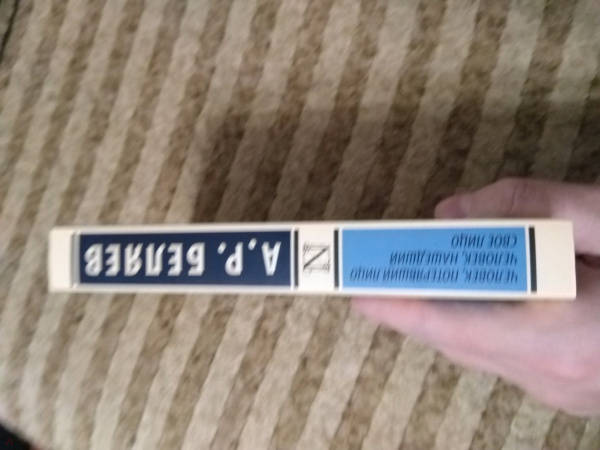 А.Р. БЕЛЯЕВ
N
ЧЕЛОВЕК, ПОТЕРЯВШИЙ ЛИЦО
ЧЕЛОВЕК, НАШЕДШИЙ
СВОЕ ЛИЦО